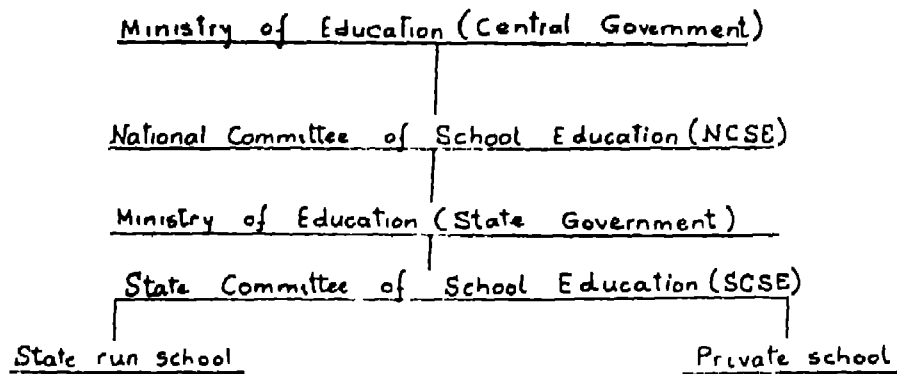 Ministry of Education (Central Government)
National Committee of School Education (NCSE)
Ministry of Education (State Government)
State Committee of School Education (SCSE)
State run school Private school